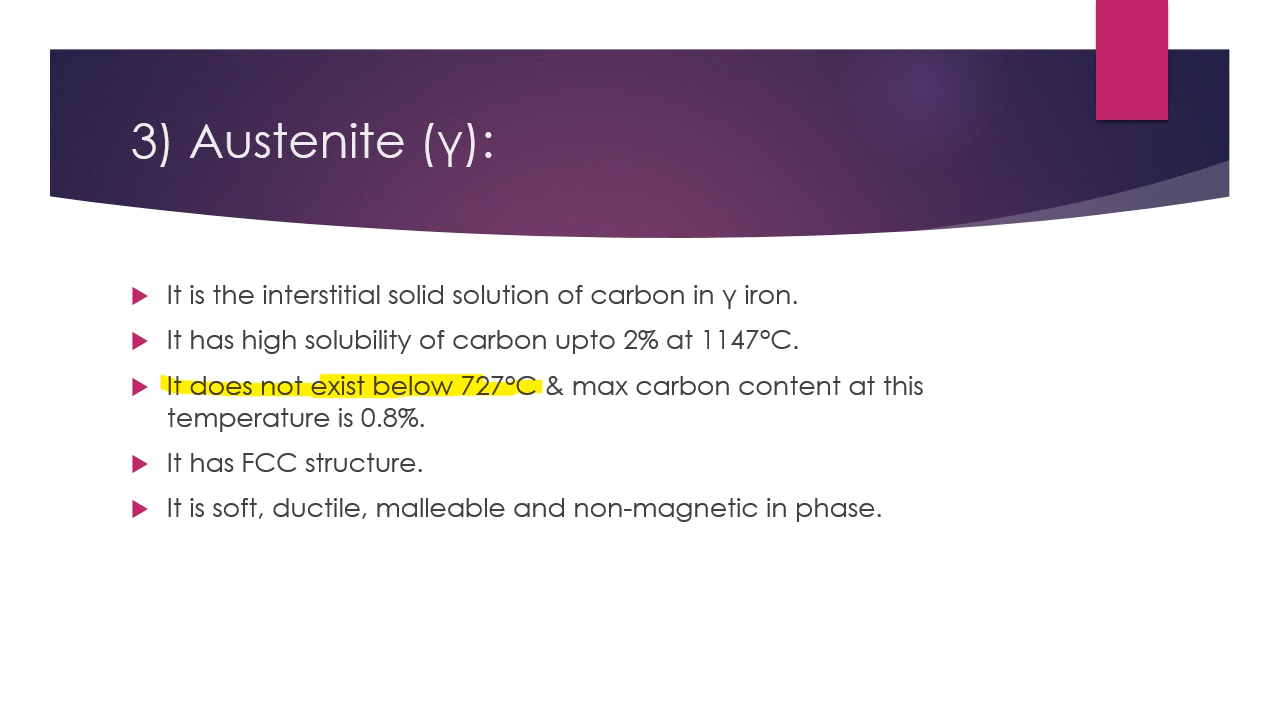 3) Austenite (γ):
It is the interstitial solid solution of carbon in γ iron.
It has high solubility of carbon upto 2% at 1147°C.
It does not exist below 727°C & max carbon content at this
temperature is 0.8%.
It has FCC structure.
It is soft, ductile, malleable and non-magnetic in phase.